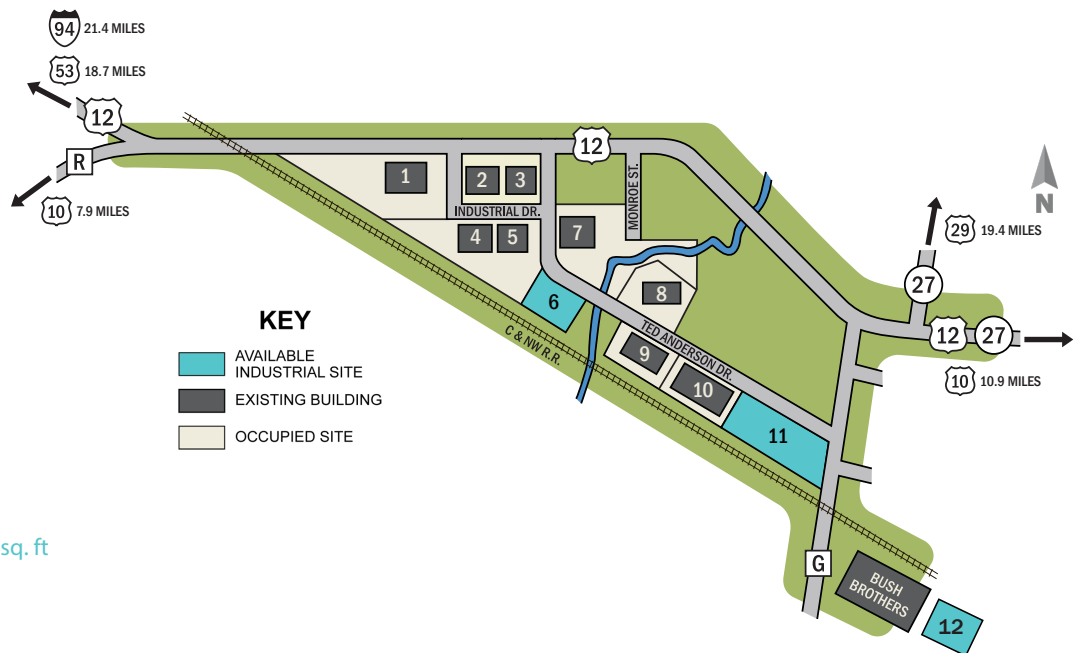 94 21.4 MILES
53 18.7 MILES
12
R
10 7.9 MILES
12
1
2 3
INDUSTRIAL DR.
4 5
7
MONROE ST.
N
29 19.4 MILES
27
6
8
KEY
AVAILABLE
INDUSTRIAL SITE
EXISTING BUILDING
OCCUPIED SITE
C & NW R.R.
TED ANDERSON DR.
9
10
12 27
10 10.9 MILES
11
sq. ft
G
BUSH
BROTHERS
12